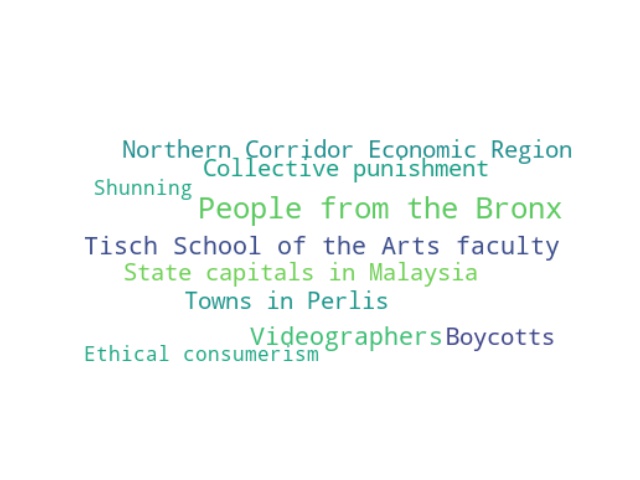 Northern Corridor Economic Region
Collective punishment
Shunning
People from the Bronx
Tisch School of the Arts faculty
State capitals in Malaysia
Towns in Perlis
Videographers
Boycotts
Ethical consumerism